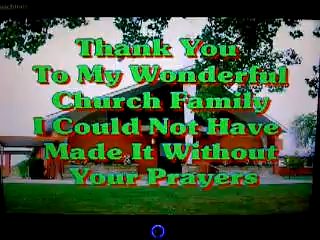 Thank You
To My Wonderful
Church Family
I Could Not Have
Made It Without
Your Prayers